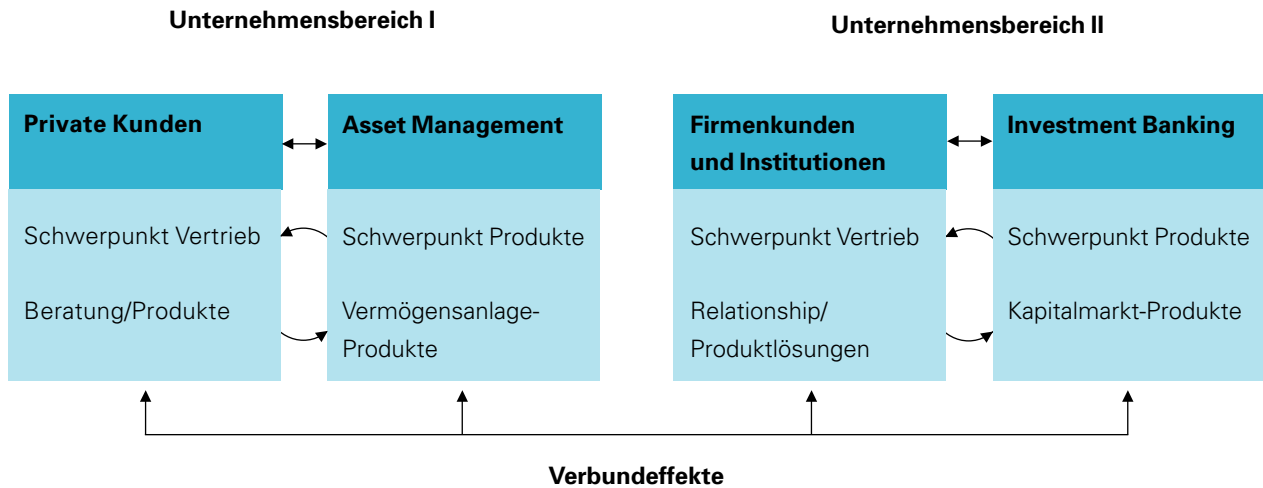 Unternehmensbereich I
Unternehmensbereich II
Private Kunden
Asset Management
Firmenkunden
und Institutionen
Investment Banking
Schwerpunkt Vertrieb
Beratung/Produkte
Schwerpunkt Produkte
Vermögensanlage-
Produkte
Schwerpunkt Vertrieb
Relationship/
Produktlösungen
Schwerpunkt Produkte
Kapitalmarkt-Produkte
Verbundeffekte